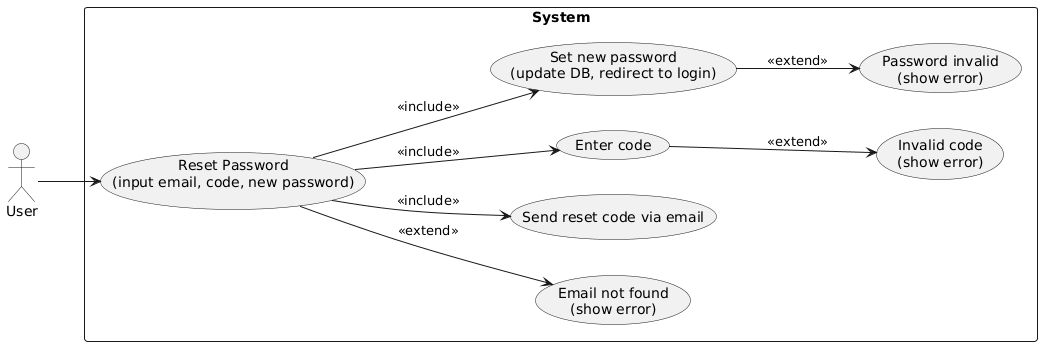 System
Set new password
(update DB, redirect to login)
«extend»
Password invalid
(show error)
«include»
Enter code
«extend»
Invalid code
(show error)
«include»
User
Reset Password
(input email, code, new password)
«include»
Send reset code via email
«extend»
Email not found
(show error)